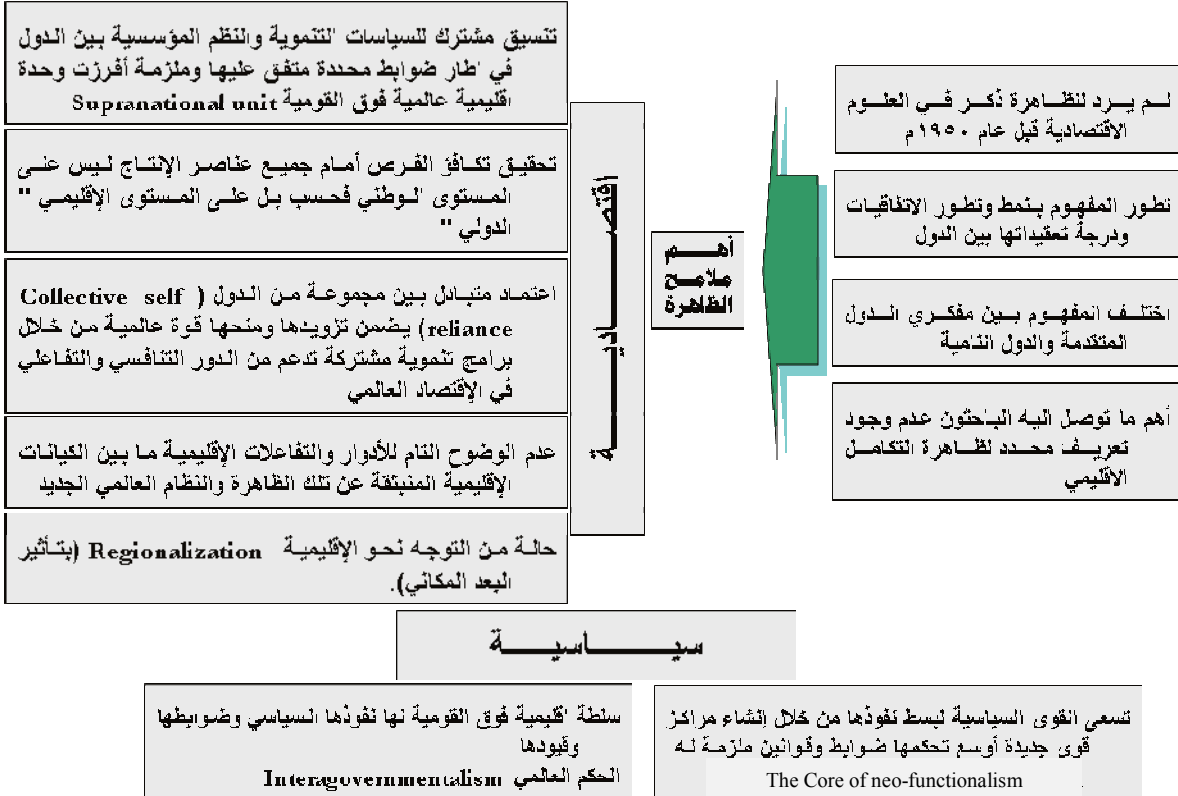 لم يرد لظاهرة ذكر في العلوم
الاقتصادية قبل عام ١٩٥٠م
تطور المفهوم بنمط وتطور الاتفاقيات
ودرجة تعقيداتها بين الدول
اختلف المفهوم بين مفكري الدول
المتقدمة والدول النامية
أهم ما توصل اليه الباحثون عدم وجود
تعريف محدد لظاهرة التكامل
الاقليمي
أهم
ملامح
الظاهرة
اقتصادية
تنسيق مشترك للسياسات التنموية والنظم المؤسسية بين الدول
في اطار ضوابط محددة متفق عليها وملزمة أفرزت وحدة
اقليمية عالمية فوق القومية Supranational unit
تحقيق تكافؤ الفرص أمام جميع عناصر الإنتاج ليس على
المستوى الوطني فحسب بل على المستوى الإقليمي "
الدولي "
اعتماد متبادل بين مجموعة من الدول ( Collective self
reliance) يضمن تزويدها ومنحها قوة عالمية من خلال
برامج تنموية مشتركة تدعم من الدور التنافسي والتفاعلي
في الإقتصاد العالمي
عدم الوضوح التام للأدوار والتفاعلات الإقليمية ما بين الكيانات
الإقليمية المنبثقة عن تلك الظاهرة والنظام العالمي الجديد
حالة من التوجه نحو الإقليمية Regionalization (بتأثير
البعد المكاني).
سياسية
تسعى القوى السياسية لبسط نفوذها من خلال إنشاء مراكز
قوى جديدة أوسع تحكمها ضوابط وقوانين ملزمة له
The Core of neo-functionalism
سلطة اقليمية فوق القومية لها نفوذها السياسي وضوابطها
وقيودها
الحكم العالمي Interagovernmentalism